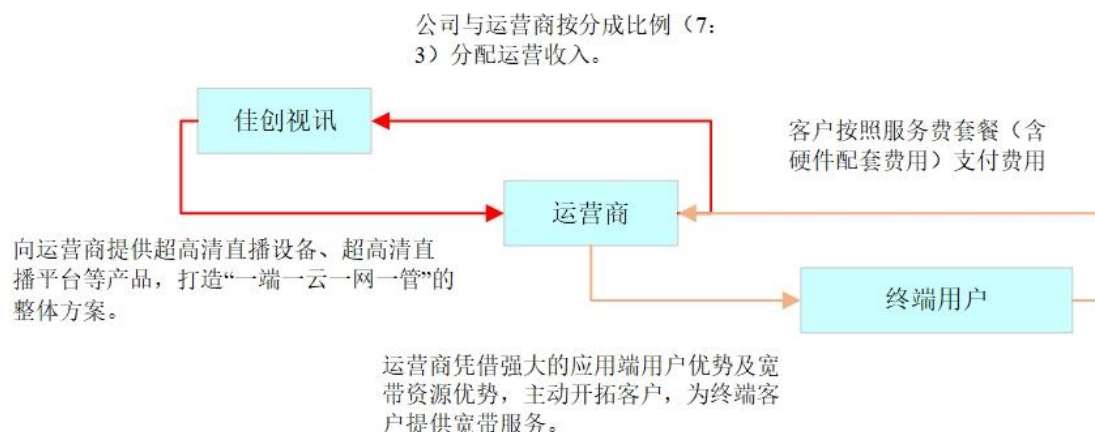 公司与运营商按分成比例（7：
3）分配运营收入。
佳创视讯
客户按照服务费套餐（含
硬件配套费用）支付费用
运营商
向运营商提供超高清直播设备、超高清直
播平台等产品，打造“一端一云一网一管”的
整体方案。
终端用户
运营商凭借强大的应用端用户优势及宽
带资源优势，主动开拓客户，为终端客
户提供宽带服务。